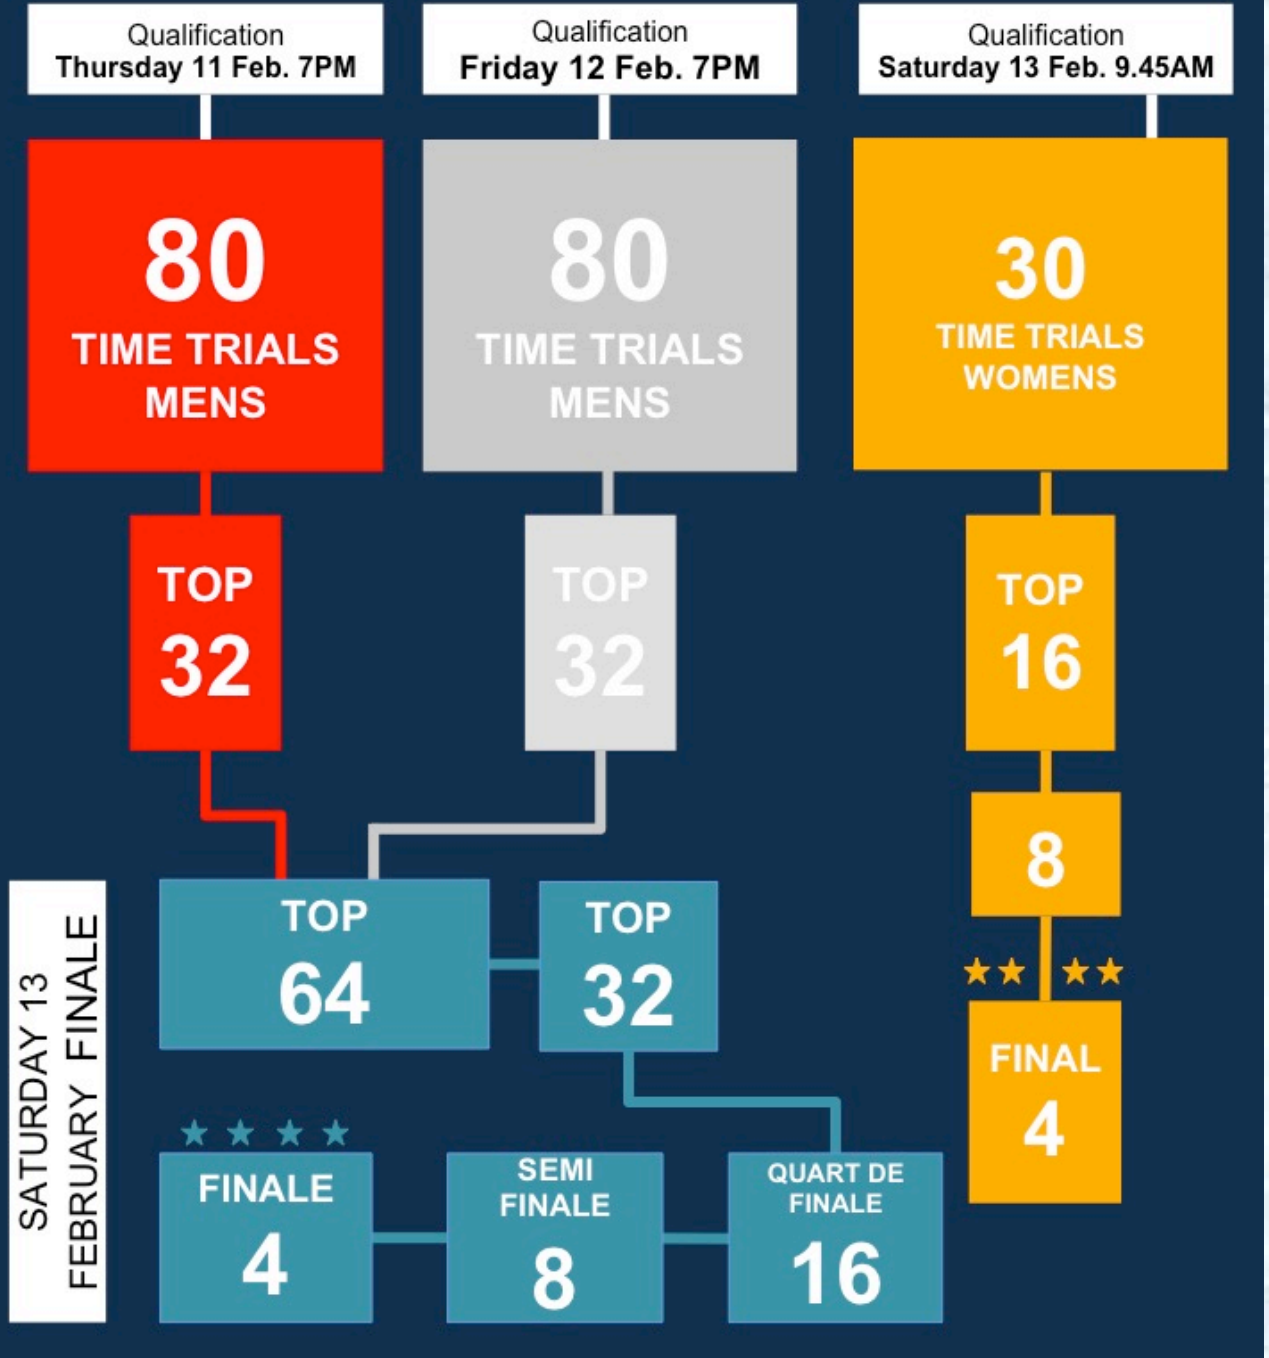 Qualification
Thursday 11 Feb. 7PM
Qualification
Friday 12 Feb. 7PM
Qualification
Saturday 13 Feb. 9.45AM
80
TIME TRIALS
MENS
80
TIME TRIALS
MENS
30
TIME TRIALS
WOMENS
TOP
32
TOP
32
TOP
16
8
SATURDAY 13
FEBRUARY FINALE
TOP
64
TOP
32
FINAL
4
FINALE
4
SEMI
FINALE
8
QUART DE
FINALE
16